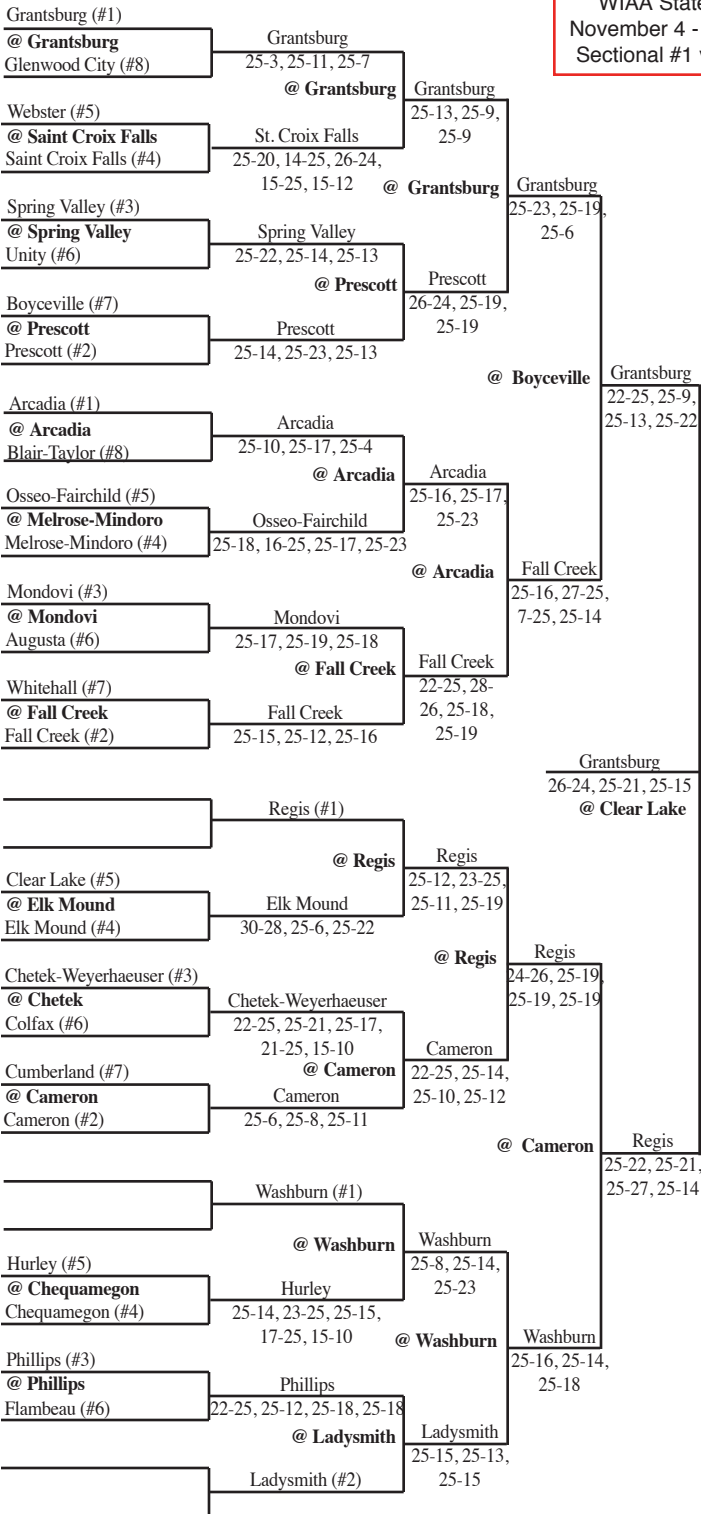 WIAA State
November 4 -
Sectional #1 v
Grantsburg (#1)
@ Grantsburg
Glenwood City (#8)
Grantsburg
25-3, 25-11, 25-7
@ Grantsburg
Grantsburg
25-13, 25-9,
25-9
Webster (#5)
@ Saint Croix Falls
Saint Croix Falls (#4)
St. Croix Falls
25-20, 14-25, 26-24,
15-25, 15-12
@ Grantsburg
Grantsburg
25-23, 25-19,
25-6
Spring Valley (#3)
@ Spring Valley
Unity (#6)
Spring Valley
25-22, 25-14, 25-13
@ Prescott
Prescott
26-24, 25-19,
25-19
Boyceville (#7)
@ Prescott
Prescott (#2)
Prescott
25-14, 25-23, 25-13
@ Boyceville
Grantsburg
22-25, 25-9,
25-13, 25-22
Arcadia (#1)
@ Arcadia
Blair-Taylor (#8)
Arcadia
25-10, 25-17, 25-4
@ Arcadia
Arcadia
25-16, 25-17,
25-23
Osseo-Fairchild (#5)
@ Melrose-Mindoro
Melrose-Mindoro (#4)
Osseo-Fairchild
25-18, 16-25, 25-17, 25-23
@ Arcadia
Fall Creek
25-16, 27-25,
7-25, 25-14
Mondovi (#3)
@ Mondovi
Augusta (#6)
Mondovi
25-17, 25-19, 25-18
@ Fall Creek
Fall Creek
22-25, 28-
26, 25-18,
25-19
Whitehall (#7)
@ Fall Creek
Fall Creek (#2)
Fall Creek
25-15, 25-12, 25-16
Grantsburg
26-24, 25-21, 25-15
@ Clear Lake
Regis (#1)
@ Regis
Regis
25-12, 23-25,
25-11, 25-19
Clear Lake (#5)
@ Elk Mound
Elk Mound (#4)
Elk Mound
30-28, 25-6, 25-22
@ Regis
Regis
24-26, 25-19,
25-19, 25-19
Chetek-Weyerhaeuser (#3)
@ Chetek
Colfax (#6)
Chetek-Weyerhaeuser
22-25, 25-21, 25-17,
21-25, 15-10
@ Cameron
Cameron
22-25, 25-14,
25-10, 25-12
Cumberland (#7)
@ Cameron
Cameron (#2)
Cameron
25-6, 25-8, 25-11
@ Cameron
Regis
25-22, 25-21,
25-27, 25-14
Washburn (#1)
@ Washburn
Washburn
25-8, 25-14,
25-23
Hurley (#5)
@ Chequamegon
Chequamegon (#4)
Hurley
25-14, 23-25, 25-15,
17-25, 15-10
@ Washburn
Washburn
25-16, 25-14,
25-18
Phillips (#3)
@ Phillips
Flambeau (#6)
Phillips
22-25, 25-12, 25-18, 25-18
@ Ladysmith
Ladysmith
25-15, 25-13,
25-15
Ladysmith (#2)